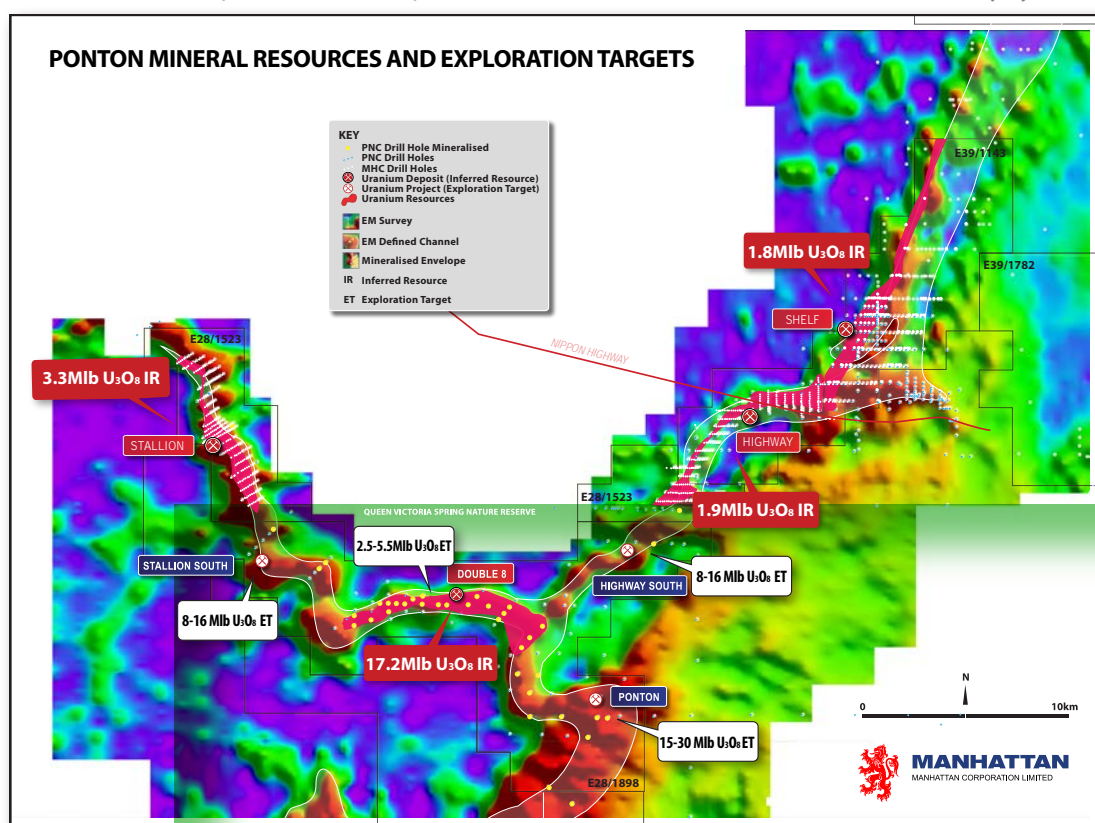 PONTON MINERAL RESOURCES AND EXPLORATION TARGETS
KEY
PNC Drill Hole Mineralised
PNC Drill Holes
MHC Drill Holes
Uranium Deposit (Inferred Resource)
Uranium Project (Exploration Target)
Uranium Resources
EM Survey
EM Defined Channel
Mineralised Envelope
IR Inferred Resource
ET Exploration Target
E39/1143
1.8Mlb U₃O₈ IR
E39/1782
SHELF
NIPPON HIGHWAY
E28/1523
3.3Mlb U₃O₈ IR
STALLION
HIGHWAY
E28/1523
1.9Mlb U₃O₈ IR
QUEEN VICTORIA SPRING NATURE RESERVE
2.5-5.5Mlb U₃O₈ ET
STALLION SOUTH
DOUBLE 8
HIGHWAY SOUTH
8-16 Mlb U₃O₈ ET
8-16 Mlb U₃O₈ ET
17.2Mlb U₃O₈ IR
PONTON
15-30 Mlb U₃O₈ ET
N
0 10km
E28/1898
MANHATTAN
MANHATTAN CORPORATION LIMITED